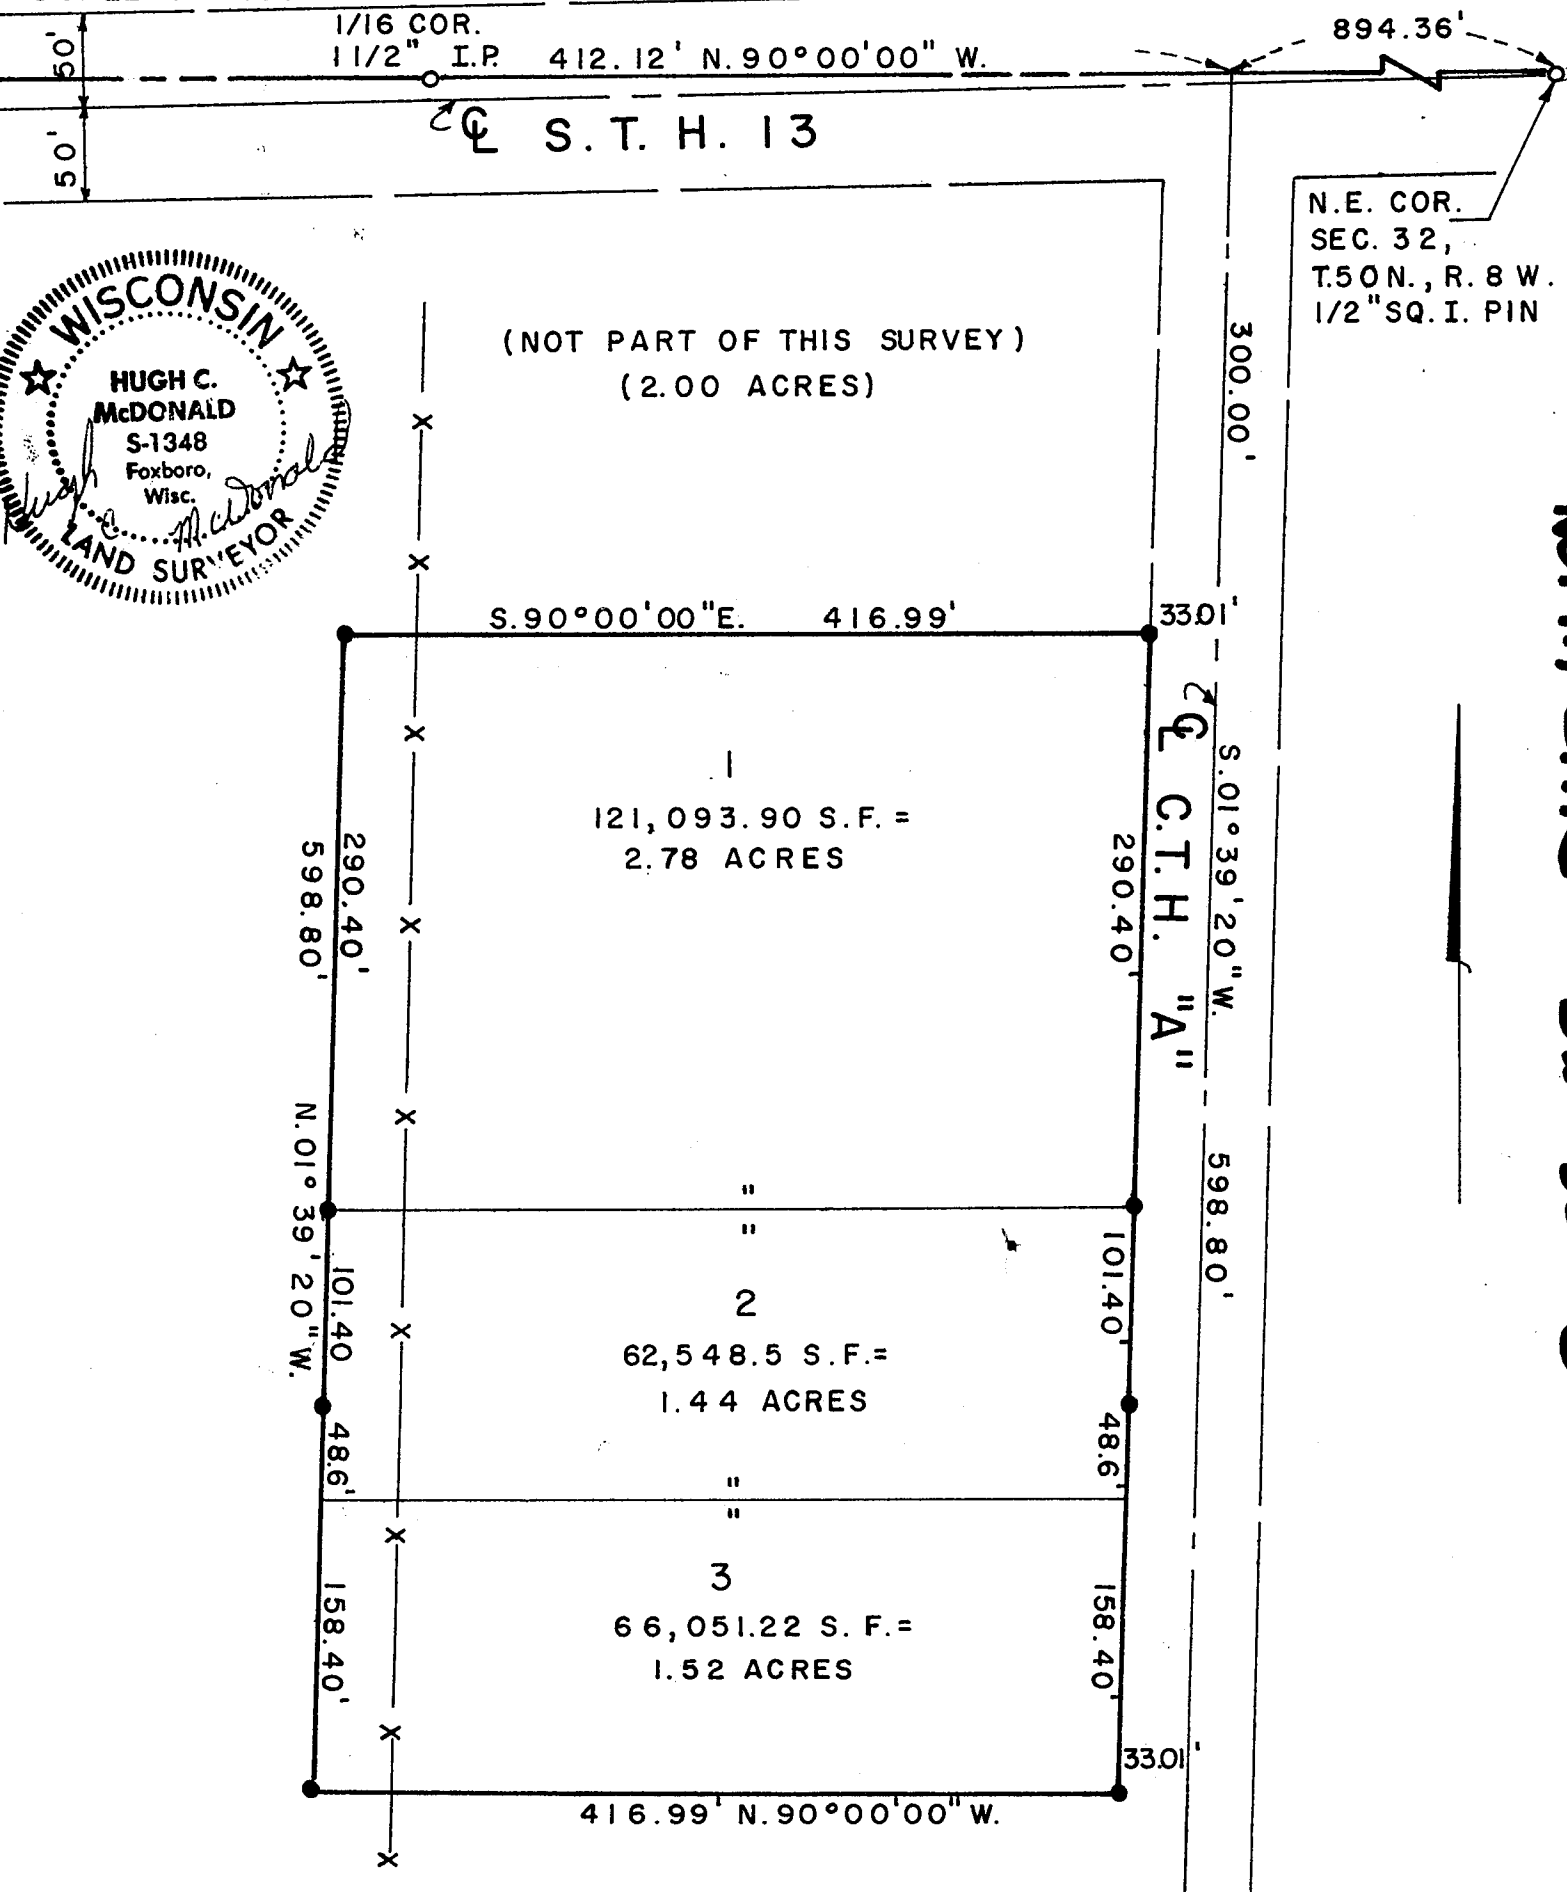 1/16 COR.
1 1/2" I.P.
412.12' N.90°00'00" W.
894.36'
50'
50'
℄ S.T.H. 13
N.E. COR.
SEC. 32,
T.50N., R. 8 W.
1/2" SQ. I. PIN
WISCONSIN
HUGH C.
McDONALD
S-1348
Foxboro,
Wisc.
LAND SURVEYOR
Hugh C. McDonald
(NOT PART OF THIS SURVEY)
(2.00 ACRES)
300.00'
S.90°00'00"E. 416.99'
33.01'
1
121,093.90 S.F. =
2.78 ACRES
290.40'
598.80'
290.40'
℄ C.T.H. "A"
S.01°39'20"W.
598.80'
N.01°39'20"W.
"
"
2
62,548.5 S.F.=
1.44 ACRES
101.40
101.40'
48.6'
48.6'
"
"
3
66,051.22 S.F.=
1.52 ACRES
158.40'
158.40'
33.01'
416.99' N.90°00'00"W.